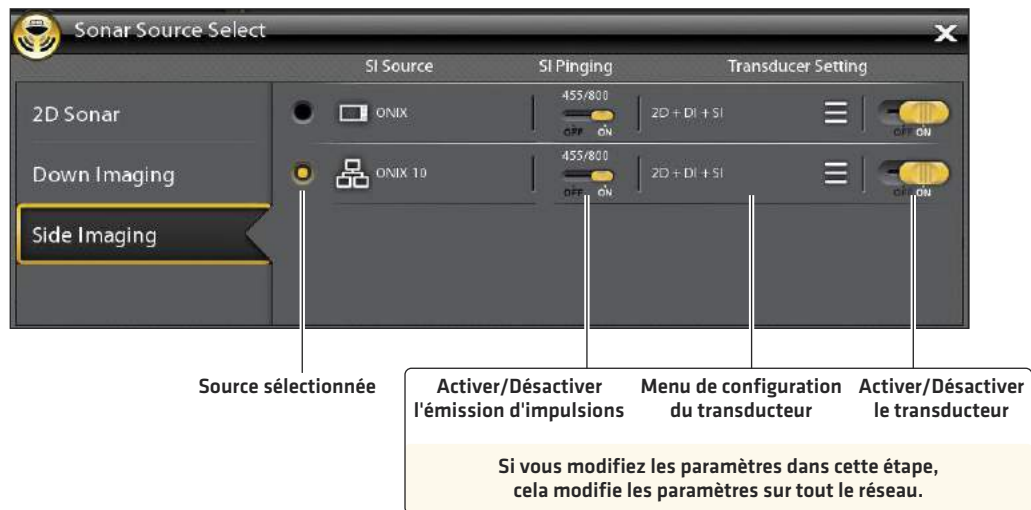 Sonar Source Select
SI Source SI Pinging Transducer Setting
2D Sonar
455/800
ONIX
OFF ON
2D + DI + SI
OFF ON
Down Imaging
455/800
ONIX 10
OFF ON
2D + DI + SI
OFF ON
Side Imaging
Source sélectionnée
Activer/Désactiver
l'émission d'impulsions
Menu de configuration
du transducteur
Activer/Désactiver
le transducteur
Si vous modifiez les paramètres dans cette étape,
cela modifie les paramètres sur tout le réseau.